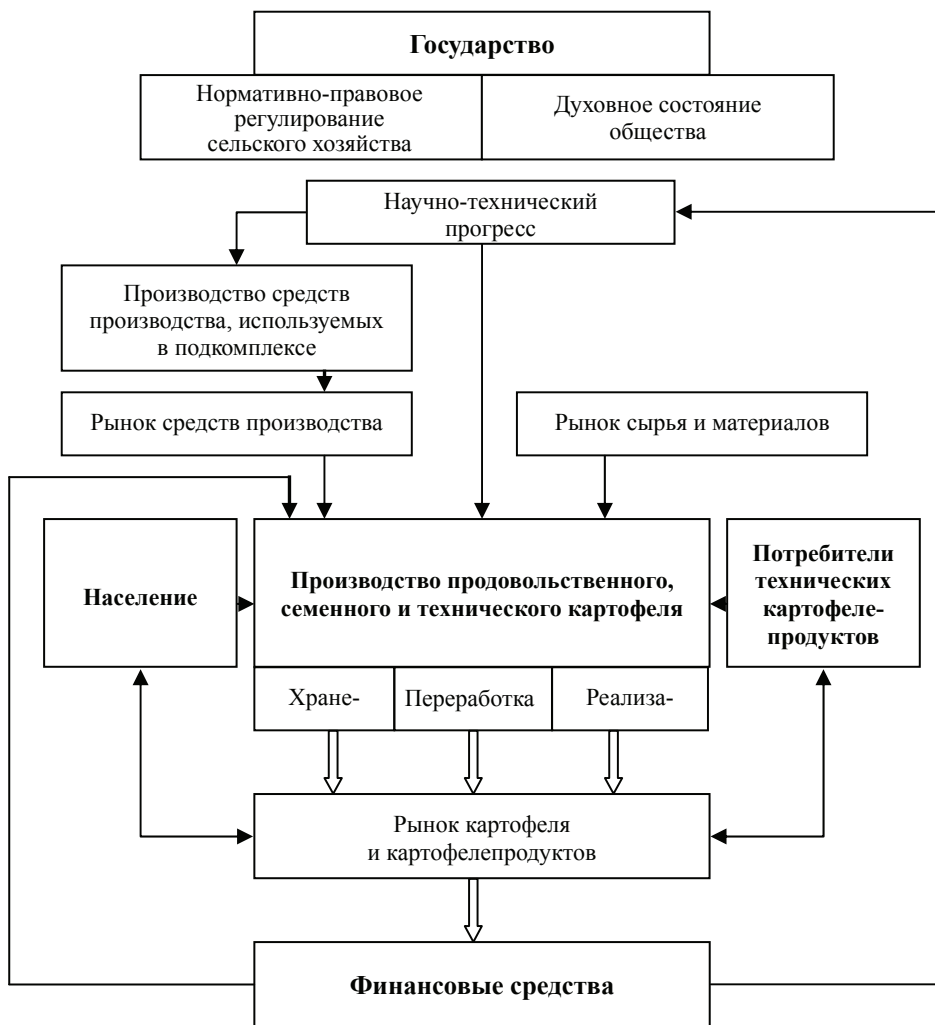 Государство
Нормативно-правовое
регулирование
сельского хозяйства
Духовное состояние
общества
Научно-технический
прогресс
Производство средств
производства, используемых
в подкомплексе
Рынок средств производства
Рынок сырья и материалов
Население
Производство продовольственного,
семенного и технического картофеля
Потребители
технических
картофеле-
продуктов
Хране-
Переработка
Реализа-
Рынок картофеля
и картофелепродуктов
Финансовые средства